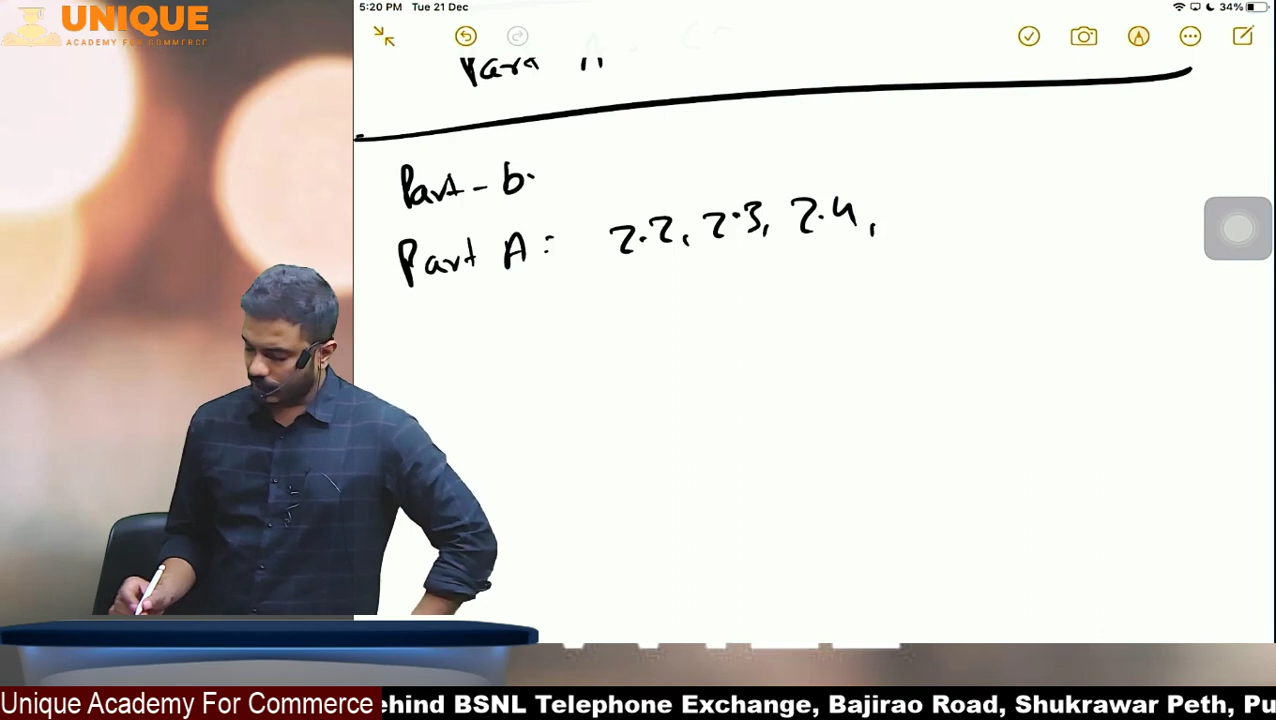 UNIQUE
ACADEMY FOR COMMERCE
5:20 PM Tue 21 Dec
34%
Part A
Part - b.
Part A: 2.2, 2.3, 2.4,
Unique Academy For Commerce
ehind BSNL Telephone Exchange, Bajirao Road, Shukrawar Peth, Pu